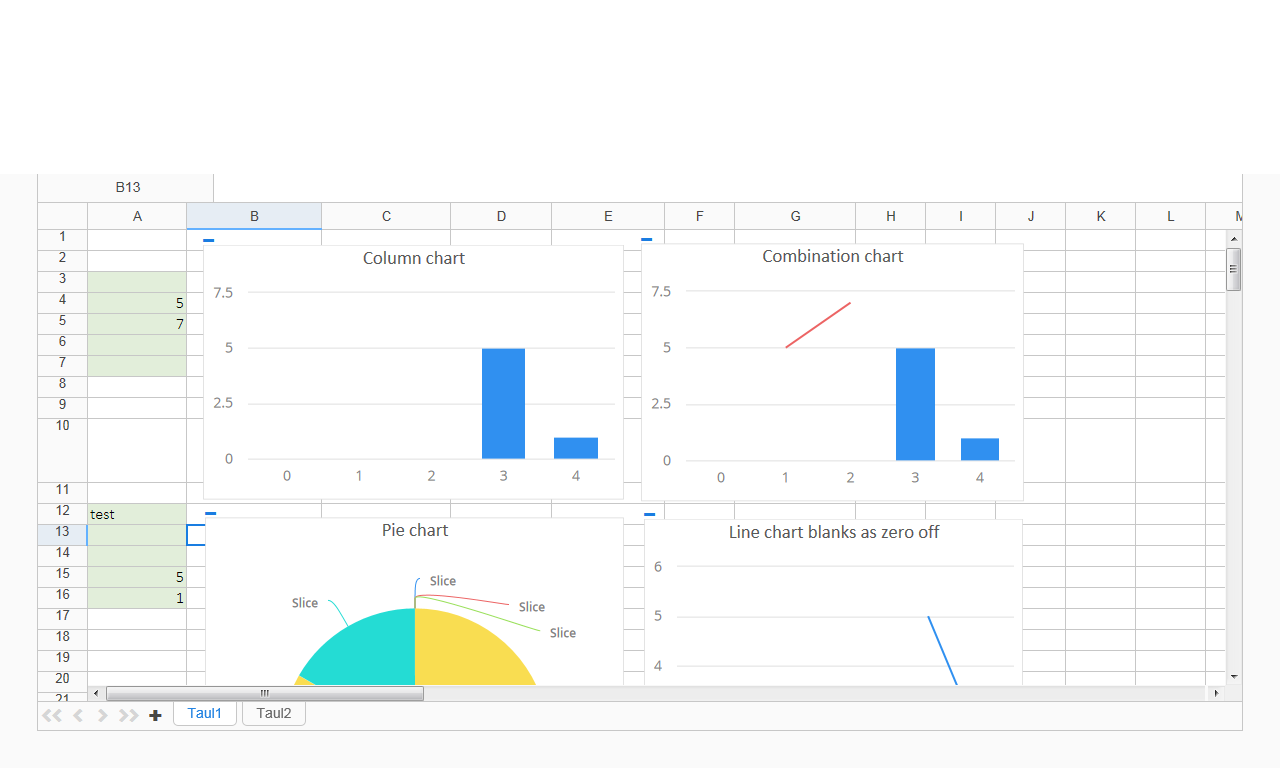 B13
A B C D E F G H I J K L M
1
2
3
4 5
5 7
6
7
8
9
10
11
12 test
13
14
15 5
16 1
17
18
19
20
21
Column chart
7.5
5
2.5
0
0 1 2 3 4
Combination chart
7.5
5
2.5
0
0 1 2 3 4
Pie chart
Slice
Slice
Slice
Slice
Line chart blanks as zero off
6
5
4
Taul1 Taul2